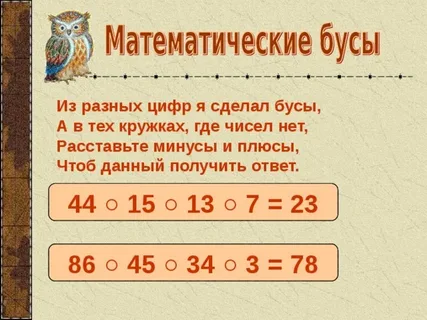 Математические бусы
Из разных цифр я сделал бусы,
А в тех кружках, где чисел нет,
Расставьте минусы и плюсы,
Чтоб данный получить ответ.
44 ○ 15 ○ 13 ○ 7 = 23
86 ○ 45 ○ 34 ○ 3 = 78